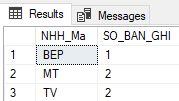 Results Messages
NHH_Ma SO_BAN_GHI
1 BEP 1
2 MT 2
3 TV 2